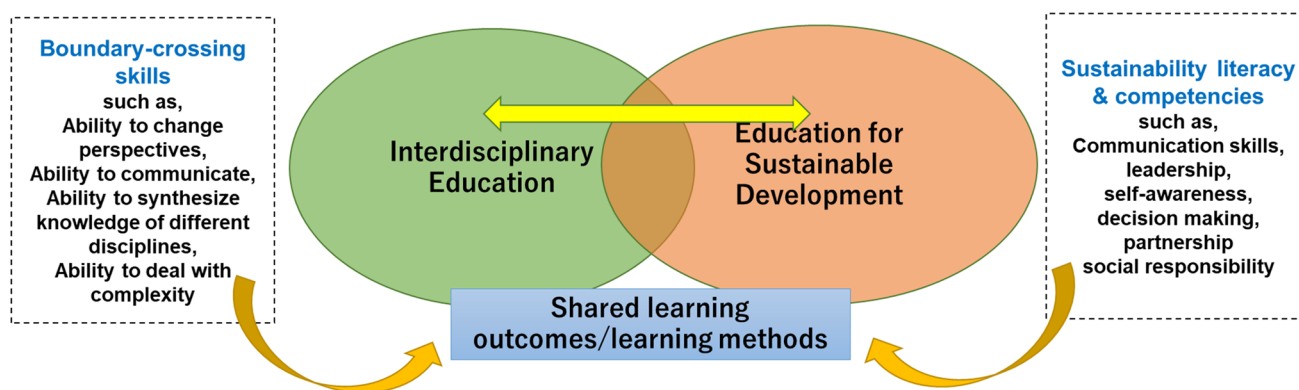 Boundary-crossing
skills
such as,
Ability to change
perspectives,
Ability to communicate,
Ability to synthesize
knowledge of different
disciplines,
Ability to deal with
complexity
Interdisciplinary
Education
Education for
Sustainable
Development
Shared learning
outcomes/learning methods
Sustainability literacy
& competencies
such as,
Communication skills,
leadership,
self-awareness,
decision making,
partnership
social responsibility